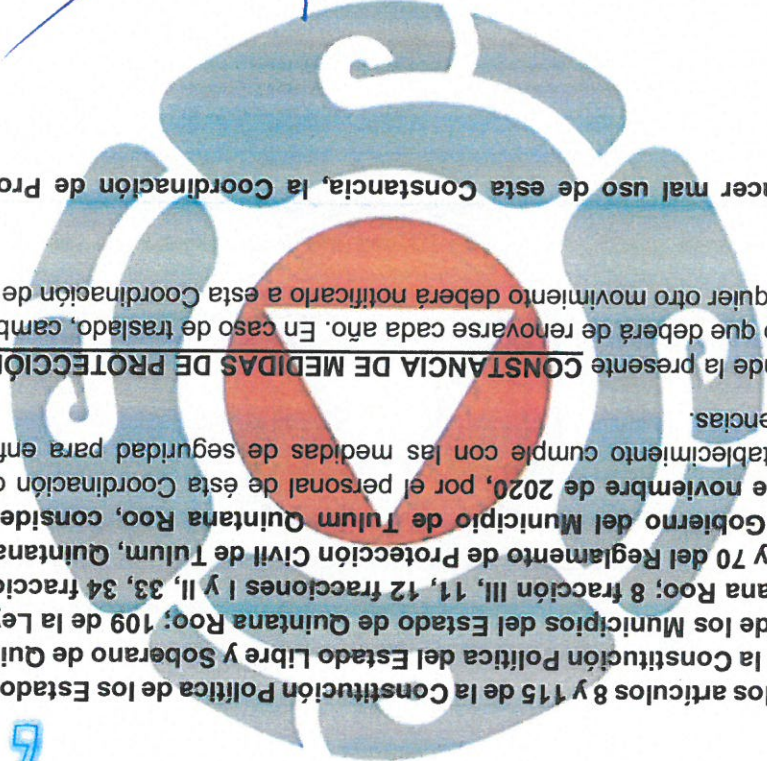 los artículos 8 y 115 de la Constitución Política de los Estado
la Constitución Política del Estado Libre y Soberano de Qui
de los Municipios del Estado de Quintana Roo; 109 de la Le
ana Roo; 8 fracción III, 11, 12 fracciones I y II, 33, 34 fracci
y 70 del Reglamento de Protección Civil de Tulum, Quintana
Gobierno del Municipio de Tulum Quintana Roo, conside
e noviembre de 2020, por el personal de ésta Coordinación
tablecimiento cumple con las medidas de seguridad para enf
encias.
nde la presente CONSTANCIA DE MEDIDAS DE PROTECCIÓ
o que deberá de renovarse cada año. En caso de traslado, camb
quier otro movimiento deberá notificarlo a esta Coordinación de
acer mal uso de esta Constancia, la Coordinación de Pro